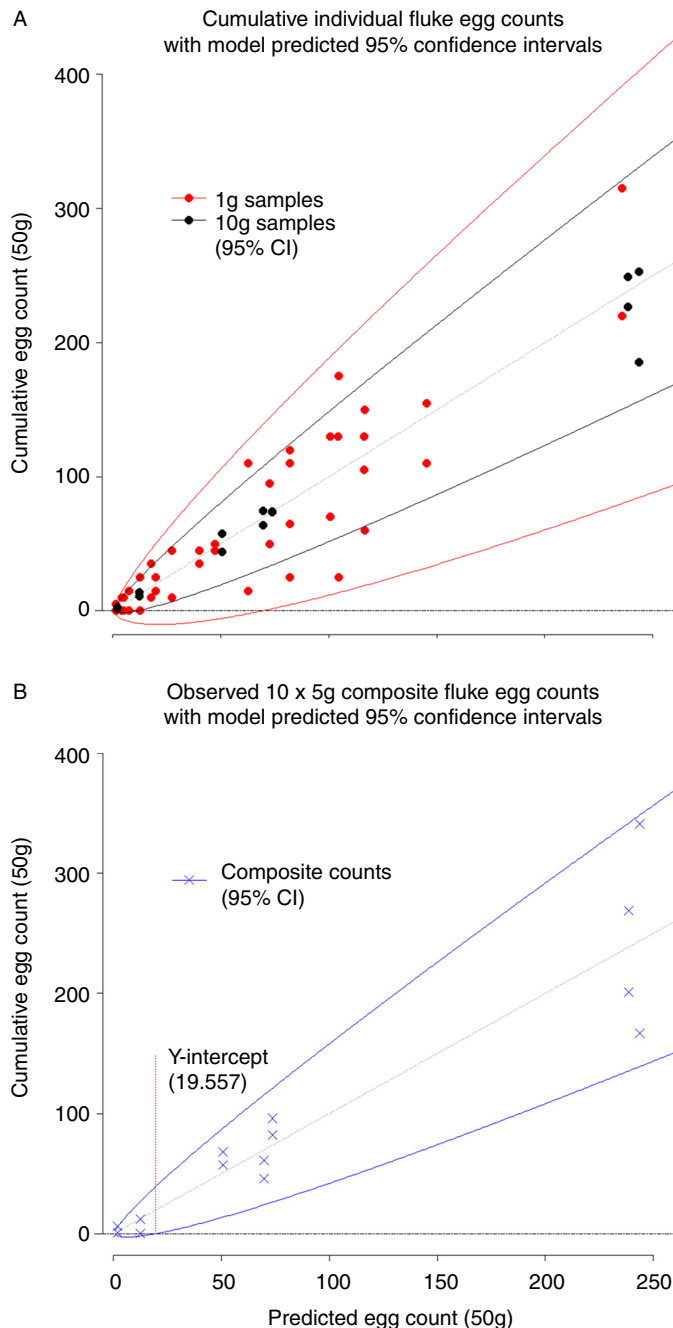 A
Cumulative individual fluke egg counts
with model predicted 95% confidence intervals
400
300
200
100
0
Cumulative egg count (50g)
1g samples
10g samples
(95% CI)
B
Observed 10 x 5g composite fluke egg counts
with model predicted 95% confidence intervals
400
300
200
100
0
Cumulative egg count (50g)
Composite counts
(95% CI)
Y-intercept
(19.557)
0 50 100 150 200 250
Predicted egg count (50g)